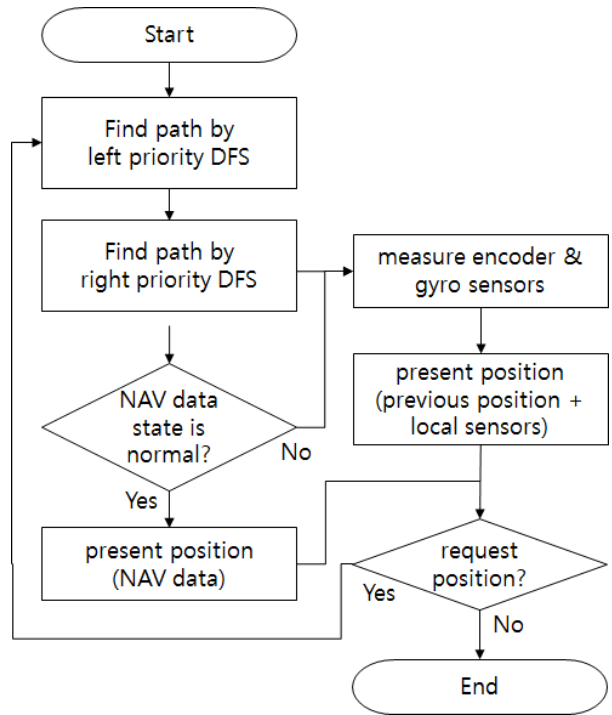 Start
Find path by
left priority DFS
Find path by
right priority DFS
measure encoder &
gyro sensors
NAV data
state is
normal?
No
Yes
present position
(previous position +
local sensors)
present position
(NAV data)
request
position?
Yes
No
End